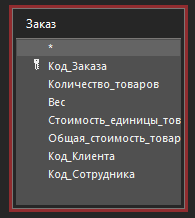 Заказ
*
Код_Заказа
Количество_товаров
Вес
Стоимость_единицы_тов
Общая_стоимость_товар
Код_Клиента
Код_Сотрудника